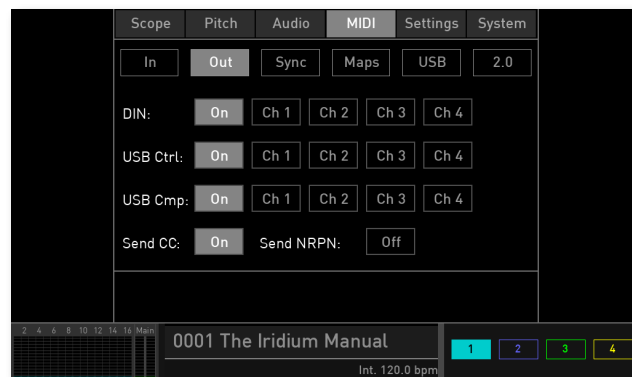 Scope Pitch Audio MIDI Settings System
In Out Sync Maps USB 2.0
DIN: On Ch 1 Ch 2 Ch 3 Ch 4
USB Ctrl: On Ch 1 Ch 2 Ch 3 Ch 4
USB Cmp: On Ch 1 Ch 2 Ch 3 Ch 4
Send CC: On Send NRPN: Off
2 4 6 8 10 12 14 16 Main
0001 The Iridium Manual
1 2 3 4
Int. 120.0 bpm